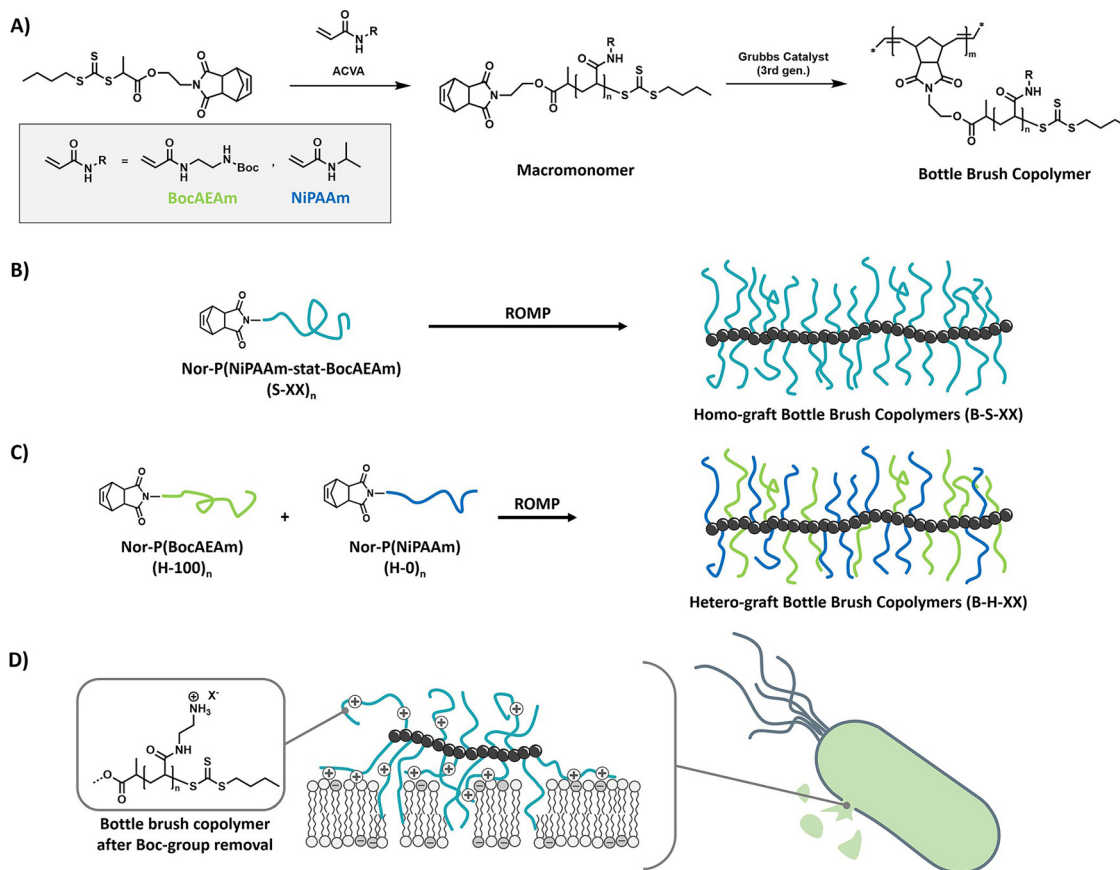 A)
O
N
H
R
S
S
S
O
O
N
O
O
ACVA
O
N
O
O
O
O
N
H
R
n
S
S
S
Grubbs Catalyst
(3rd gen.)
*
*
m
O
N
O
O
O
O
N
H
R
n
S
S
S
O
N
H
R
=
O
N
H
H
N
Boc
,
O
N
H
BocAEAm
NiPAAm
Macromonomer
Bottle Brush Copolymer
B)
O
N
O
ROMP
Nor-P(NiPAAm-stat-BocAEAm)
(S-XX)n
Homo-graft Bottle Brush Copolymers (B-S-XX)
C)
O
N
O
+
O
N
O
ROMP
Nor-P(BocAEAm)
(H-100)n
Nor-P(NiPAAm)
(H-0)n
Hetero-graft Bottle Brush Copolymers (B-H-XX)
D)
+ X-
NH3
O
NH
O
O
n
S
S
S
Bottle brush copolymer
after Boc-group removal